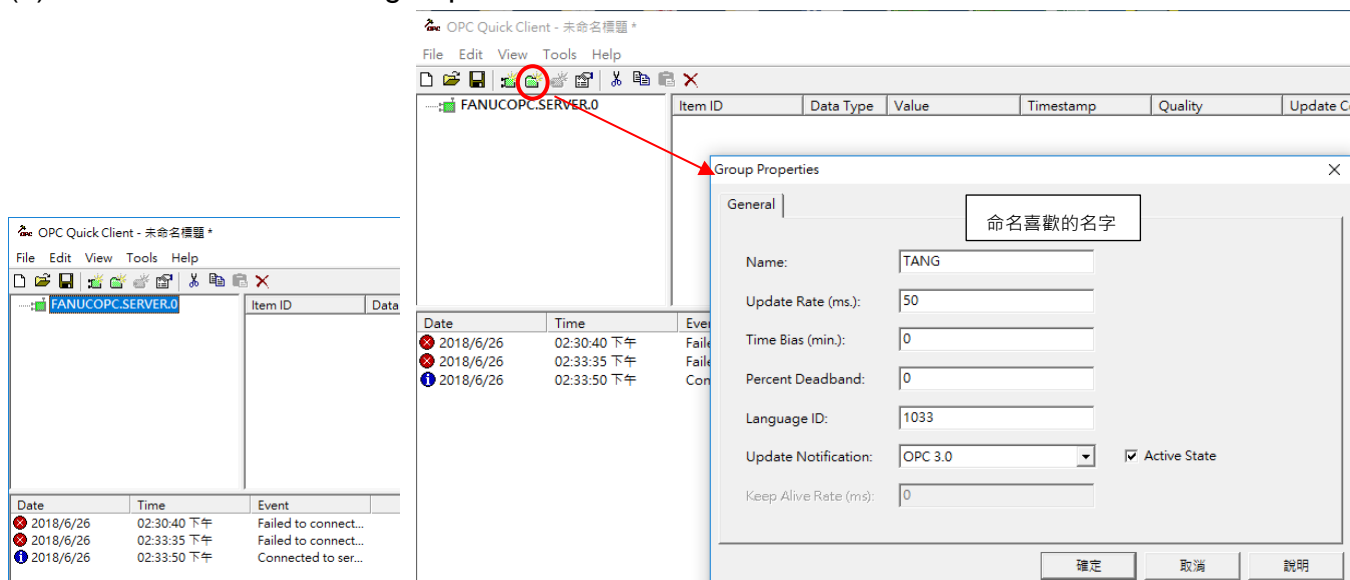 OPC Quick Client - 未命名標題 *
File Edit View Tools Help
FANUCOPC.SERVER.0
Item ID Data Type Value Timestamp Quality Update C
Group Properties
General
命名喜歡的名字
Name: TANG
Update Rate (ms.): 50
Time Bias (min.): 0
Percent Deadband: 0
Language ID: 1033
Update Notification: OPC 3.0 Active State
Keep Alive Rate (ms): 0
確定 取消 說明
Date Time Eve
2018/6/26 02:30:40 下午 Faile
2018/6/26 02:33:35 下午 Faile
2018/6/26 02:33:50 下午 Con
OPC Quick Client - 未命名標題 *
File Edit View Tools Help
FANUCOPC.SERVER.0
Item ID Data
Date Time Event
2018/6/26 02:30:40 下午 Failed to connect...
2018/6/26 02:33:35 下午 Failed to connect...
2018/6/26 02:33:50 下午 Connected to ser...